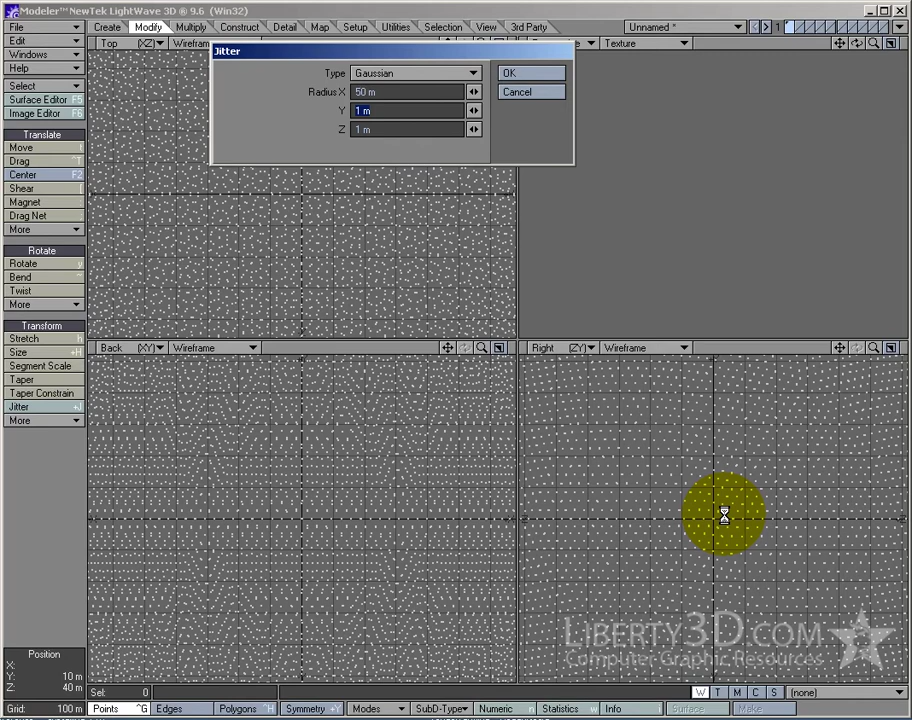 Modeler™ NewTek LightWave 3D ® 9.6 (Win32)
File Create Modify Multiply Construct Detail Map Setup Utilities Selection View 3rd Party Unnamed * 1
Edit Top (XZ) Wirefram Texture
Windows
Help
Select
Surface Editor F5
Image Editor F6
Jitter
Type Gaussian OK
Radius X 50 m Cancel
Y 1 m
Z 1 m
Translate
Move t
Drag ^T
Center F2
Shear [
Magnet :
Drag Net ;
More
Rotate
Rotate y
Bend ~
Twist
More
Transform
Stretch h
Size +H
Segment Scale
Taper
Taper Constrain
Jitter +J
More
Back (XY) Wireframe
Right (ZY) Wireframe
LIBERTY3D.COM
Computer Graphic Resources
Position
X:
Y: 10 m
Z: 40 m
Grid: 100 m
Sel: 0
W T M C S (none)
Points ^G Edges Polygons ^H Symmetry +Y Modes SubD-Type Numeric n Statistics w Info i Surface Make